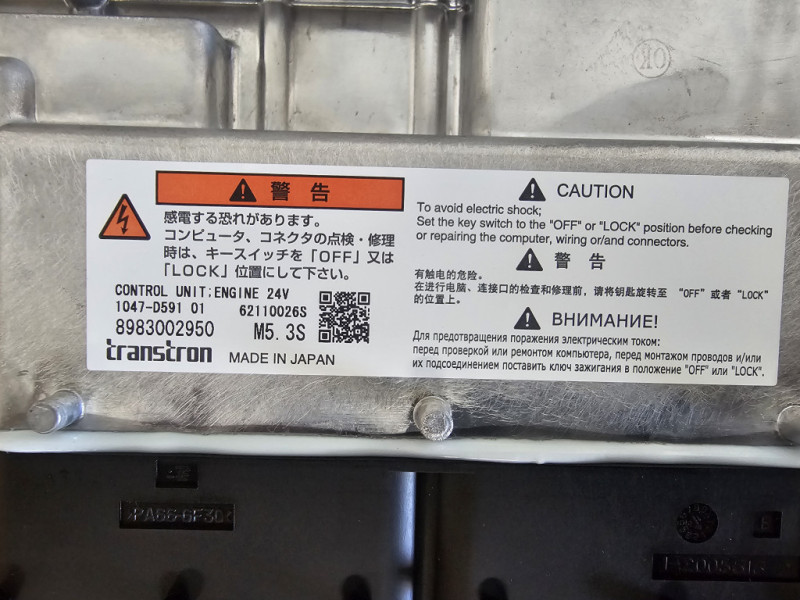 OK
警告
感電する恐れがあります。
コンピュータ、コネクタの点検・修理
時は、キースイッチを「OFF」又は
「LOCK」位置にして下さい。
CONTROL UNIT;ENGINE 24V
1047-D591 01 62110026S
8983002950 M5.3S
transtron MADE IN JAPAN
CAUTION
To avoid electric shock;
Set the key switch to the "OFF" or "LOCK" position before checking
or repairing the computer, wiring or/and connectors.
警告
有触电的危险。
在进行电脑、连接口的检查和修理前，请将钥匙旋转至 "OFF" 或者 "LOCK"
的位置上。
ВНИМАНИЕ!
Для предотвращения поражения электрическим током:
перед проверкой или ремонтом компьютера, перед монтажом проводов и/или
их подсоединением поставить ключ зажигания в положение "OFF" или "LOCK".